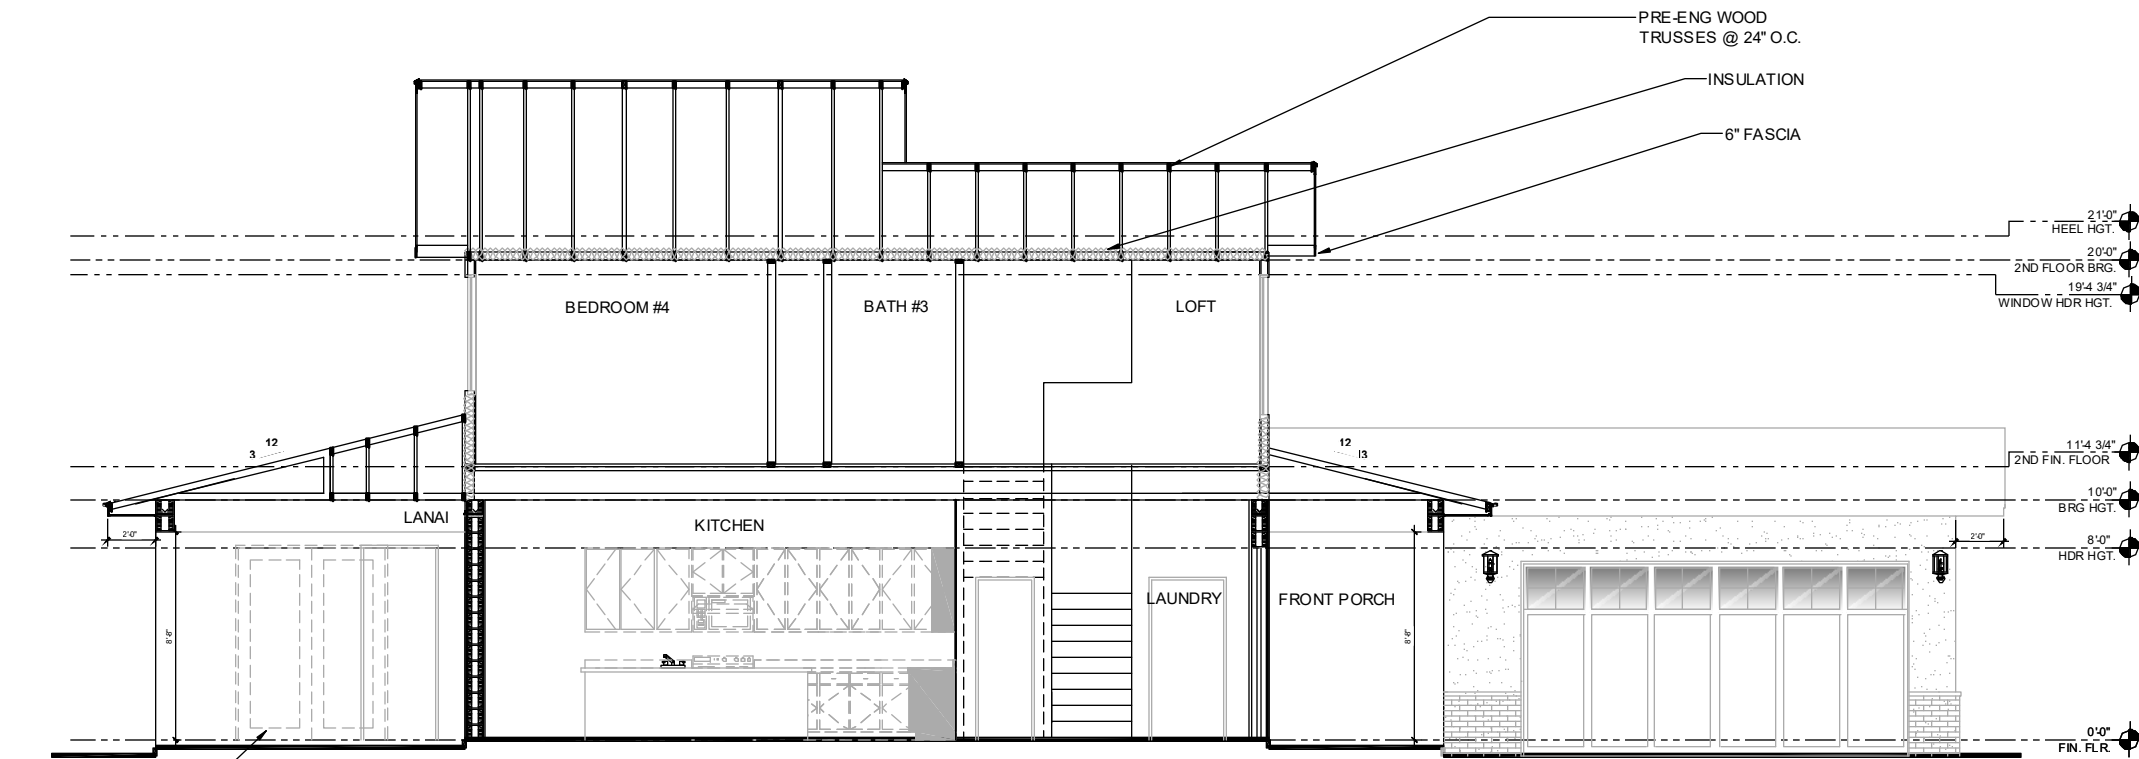 PRE-ENG WOOD
TRUSSES @ 24" O.C.
INSULATION
6" FASCIA
21'0"
HEEL HGT.
20'0"
2ND FLOOR BRG.
19'4 3/4"
WINDOW HDR HGT.
BEDROOM #4
BATH #3
LOFT
12
3
12
3
11'4 3/4"
2ND FIN. FLOOR
10'0"
BRG HGT.
LANAI
KITCHEN
2'0"
2'0"
8'0"
HDR HGT.
LAUNDRY
FRONT PORCH
8'-8"
8'-8"
0'0"
FIN. FLR.